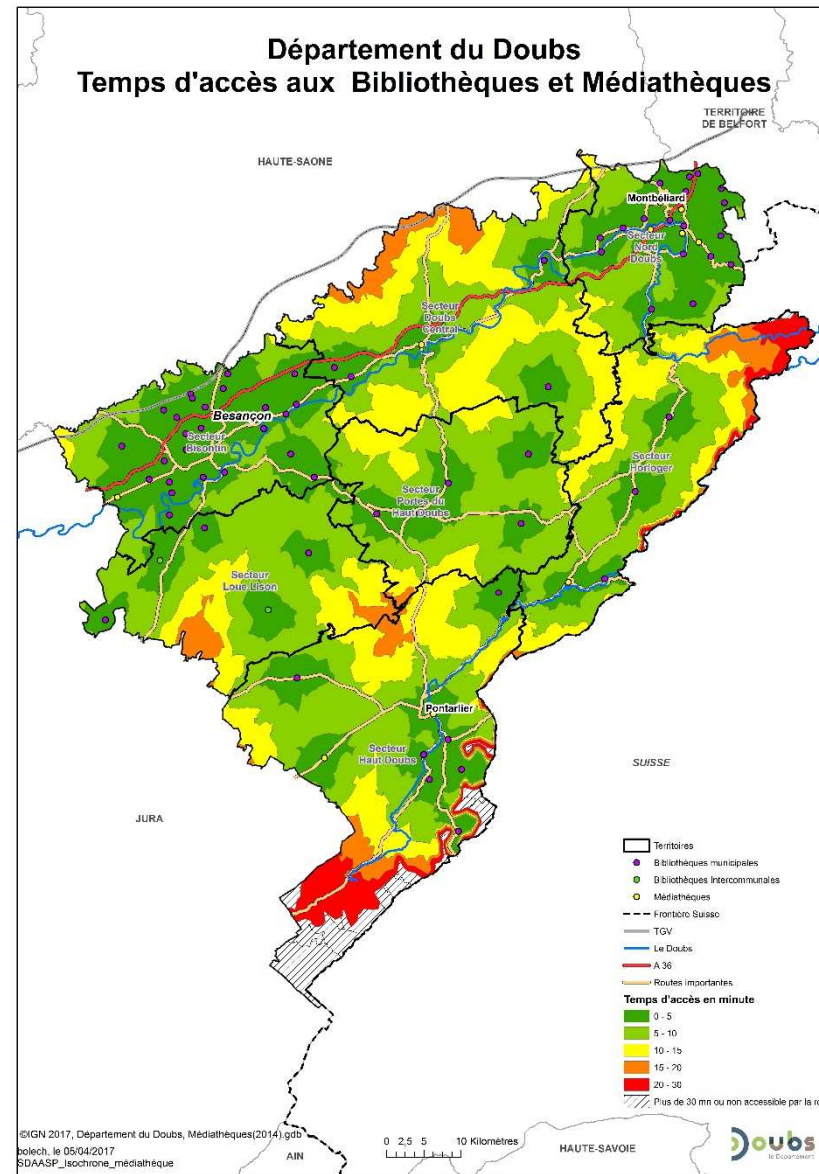 Département du Doubs
Temps d'accès aux Bibliothèques et Médiathèques
TERRITOIRE
DE BELFORT
HAUTE-SAONE
Montbéliard
Secteur
Nord
Doubs
Secteur
Doubs
Central
Besançon
Secteur
Bisontin
Secteur
Horloger
Secteur
Portes du
Haut Doubs
Secteur
Loue Lison
Pontarlier
Secteur
Haut Doubs
SUISSE
JURA
Territoires
Bibliothèques municipales
Bibliothèques Intercommunales
Médiathèques
Frontière Suisse
TGV
Le Doubs
A 36
Routes importantes
Temps d'accès en minute
0 - 5
5 - 10
10 - 15
15 - 20
20 - 30
Plus de 30 mn ou non accessible par la ro
©IGN 2017, Département du Doubs, Médiathèques(2014).gdb
bolech, le 05/04/2017
SDAASP_Isochrone_médiathèque
AIN
0 2,5 5 10 Kilomètres
HAUTE-SAVOIE
Doubs
le Département